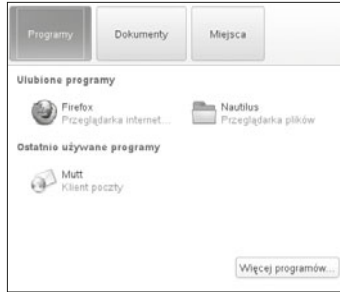 Programy Dokumenty Miejsca
Ulubione programy
Firefox
Przeglądarka internet...
Nautilus
Przeglądarka plików
Ostatnio używane programy
Mutt
Klient poczty
Więcej programów...